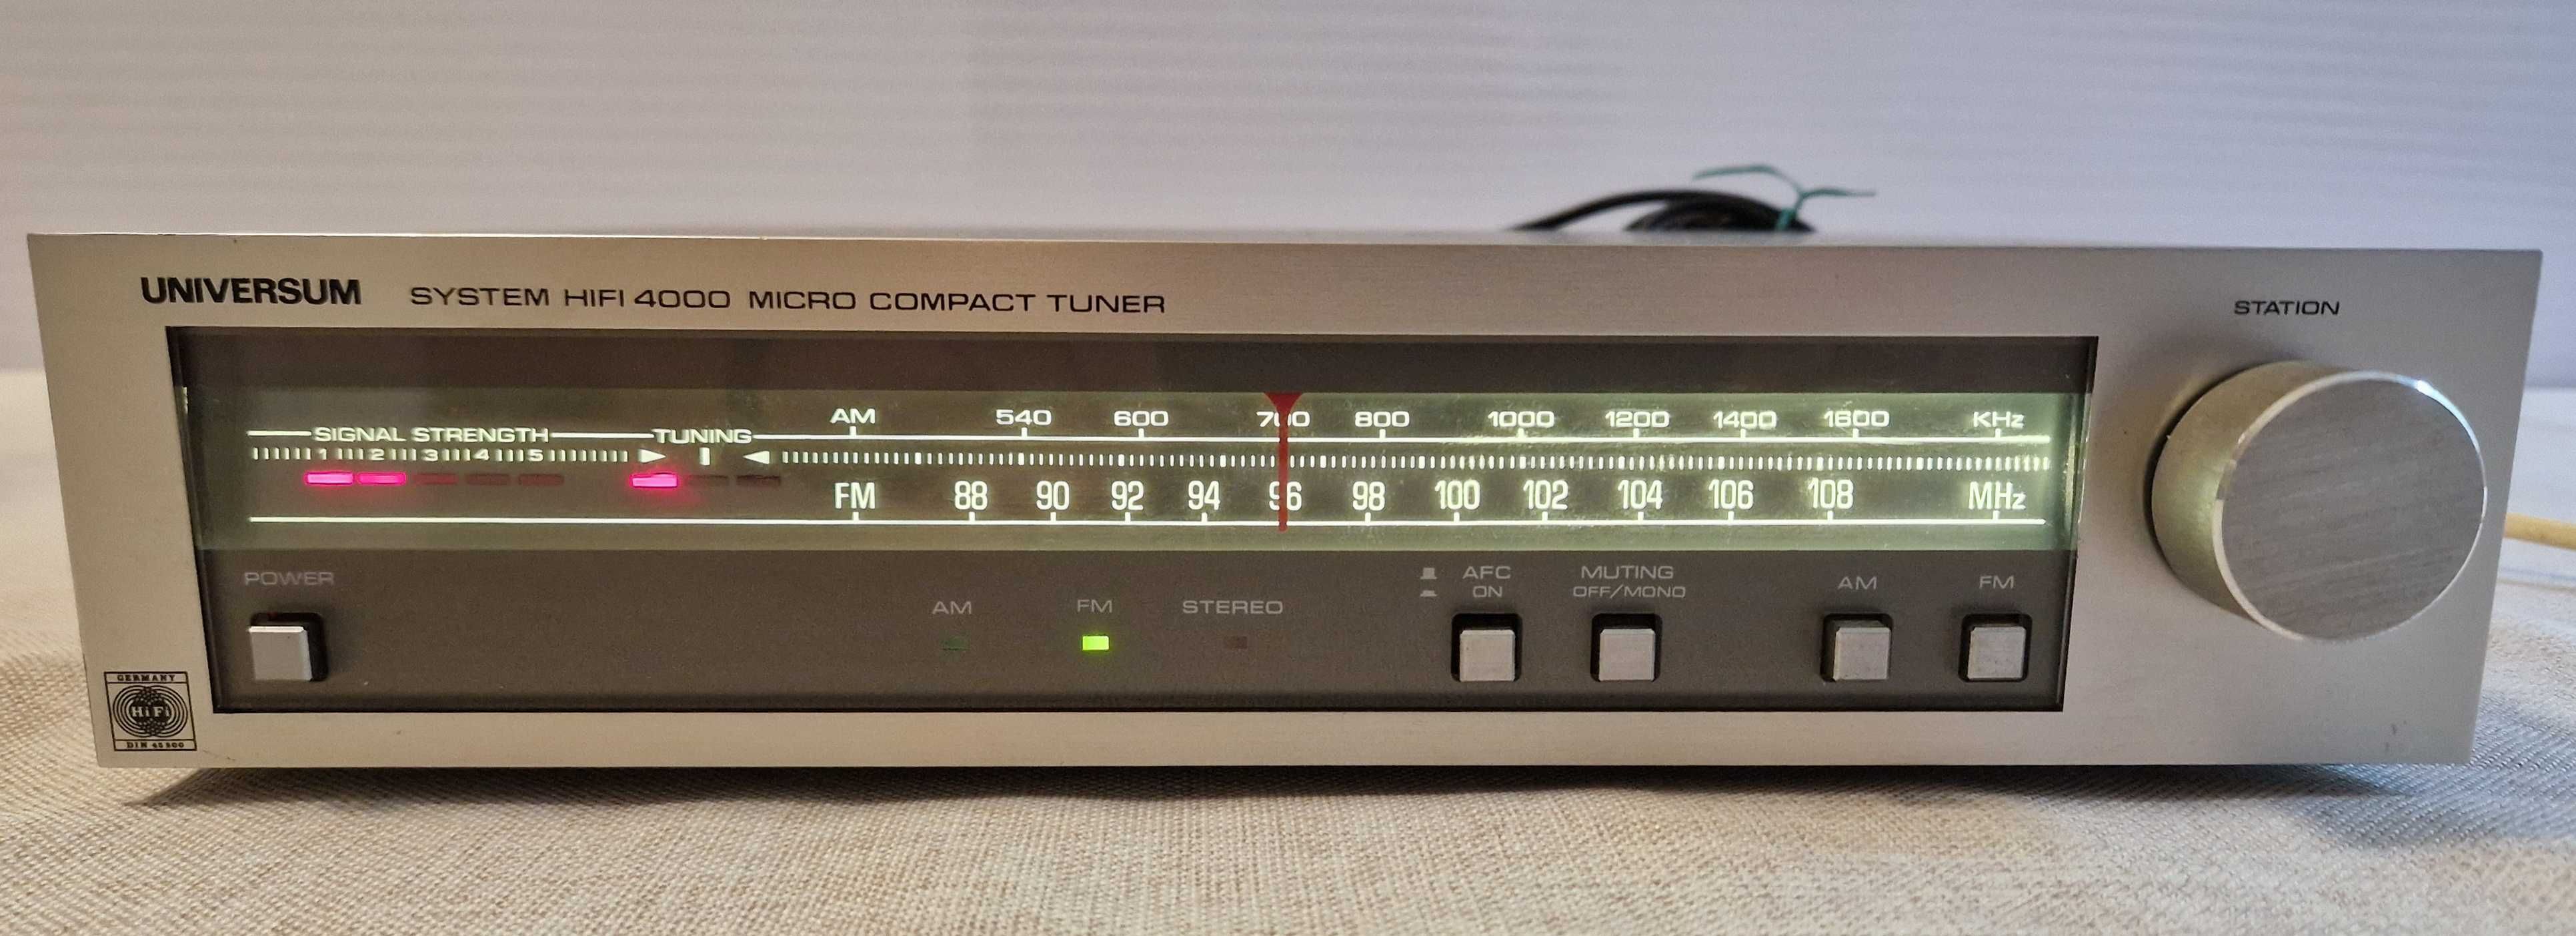 UNIVERSUM SYSTEM HIFI 4000 MICRO COMPACT TUNER
STATION
AM 540 600 700 800 1000 1200 1400 1600 KHz
SIGNAL STRENGTH TUNING
1 2 3 4 5
FM 88 90 92 94 96 98 100 102 104 106 108 MHz
POWER
AM FM STEREO
AFC ON
MUTING OFF/MONO
AM
FM
GERMANY
HiFi
DIN 45500